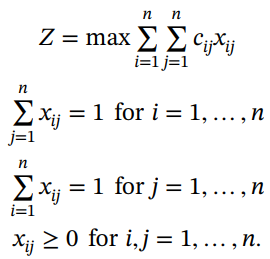 Z = max ∑_{i=1}^{n} ∑_{j=1}^{n} c_{ij}x_{ij}
∑_{j=1}^{n} x_{ij} = 1 for i = 1, … , n
∑_{i=1}^{n} x_{ij} = 1 for j = 1, … , n
x_{ij} ≥ 0 for i,j = 1, … , n.